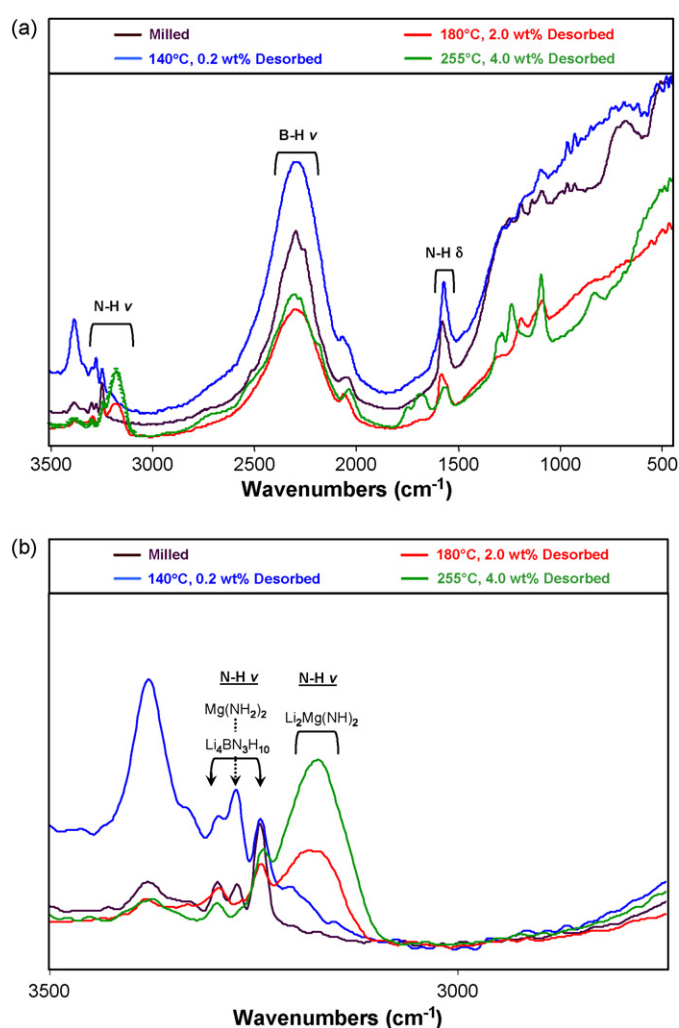 (a)
Milled
180°C, 2.0 wt% Desorbed
140°C, 0.2 wt% Desorbed
255°C, 4.0 wt% Desorbed
B-H ν
N-H δ
N-H ν
3500 3000 2500 2000 1500 1000 500
Wavenumbers (cm⁻¹)
(b)
Milled
180°C, 2.0 wt% Desorbed
140°C, 0.2 wt% Desorbed
255°C, 4.0 wt% Desorbed
N-H ν N-H ν
Mg(NH₂)₂ Li₂Mg(NH)₂
Li₄BN₃H₁₀
3500 3000
Wavenumbers (cm⁻¹)